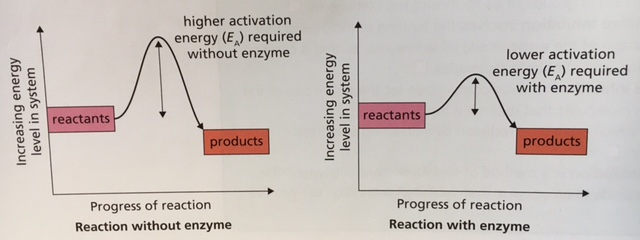 higher activation
energy (E_A) required
without enzyme
Increasing energy
level in system
reactants
products
Progress of reaction
Reaction without enzyme
lower activation
energy (E_A) required
with enzyme
Increasing energy
level in system
reactants
products
Progress of reaction
Reaction with enzyme